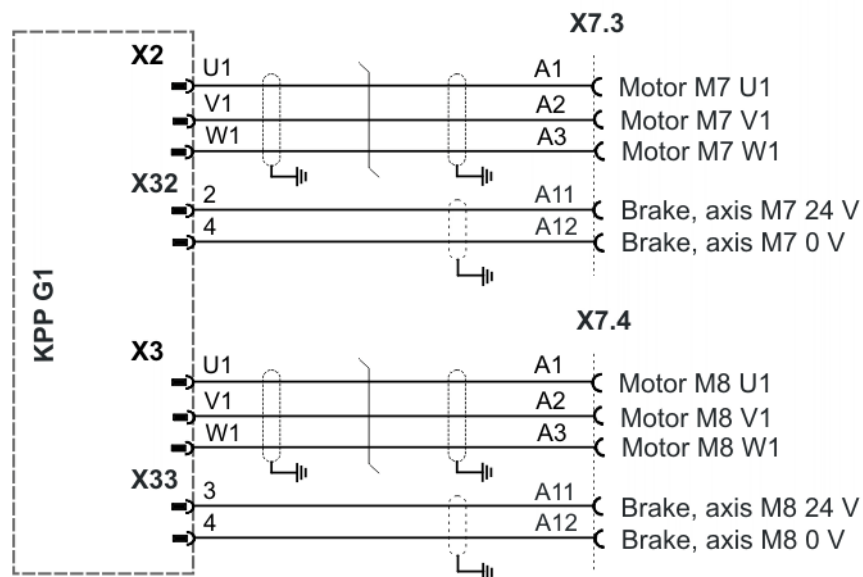 X7.3
X2
U1 A1 Motor M7 U1
V1 A2 Motor M7 V1
W1 A3 Motor M7 W1
X32
2 A11 Brake, axis M7 24 V
4 A12 Brake, axis M7 0 V
KPP G1
X7.4
X3
U1 A1 Motor M8 U1
V1 A2 Motor M8 V1
W1 A3 Motor M8 W1
X33
3 A11 Brake, axis M8 24 V
4 A12 Brake, axis M8 0 V